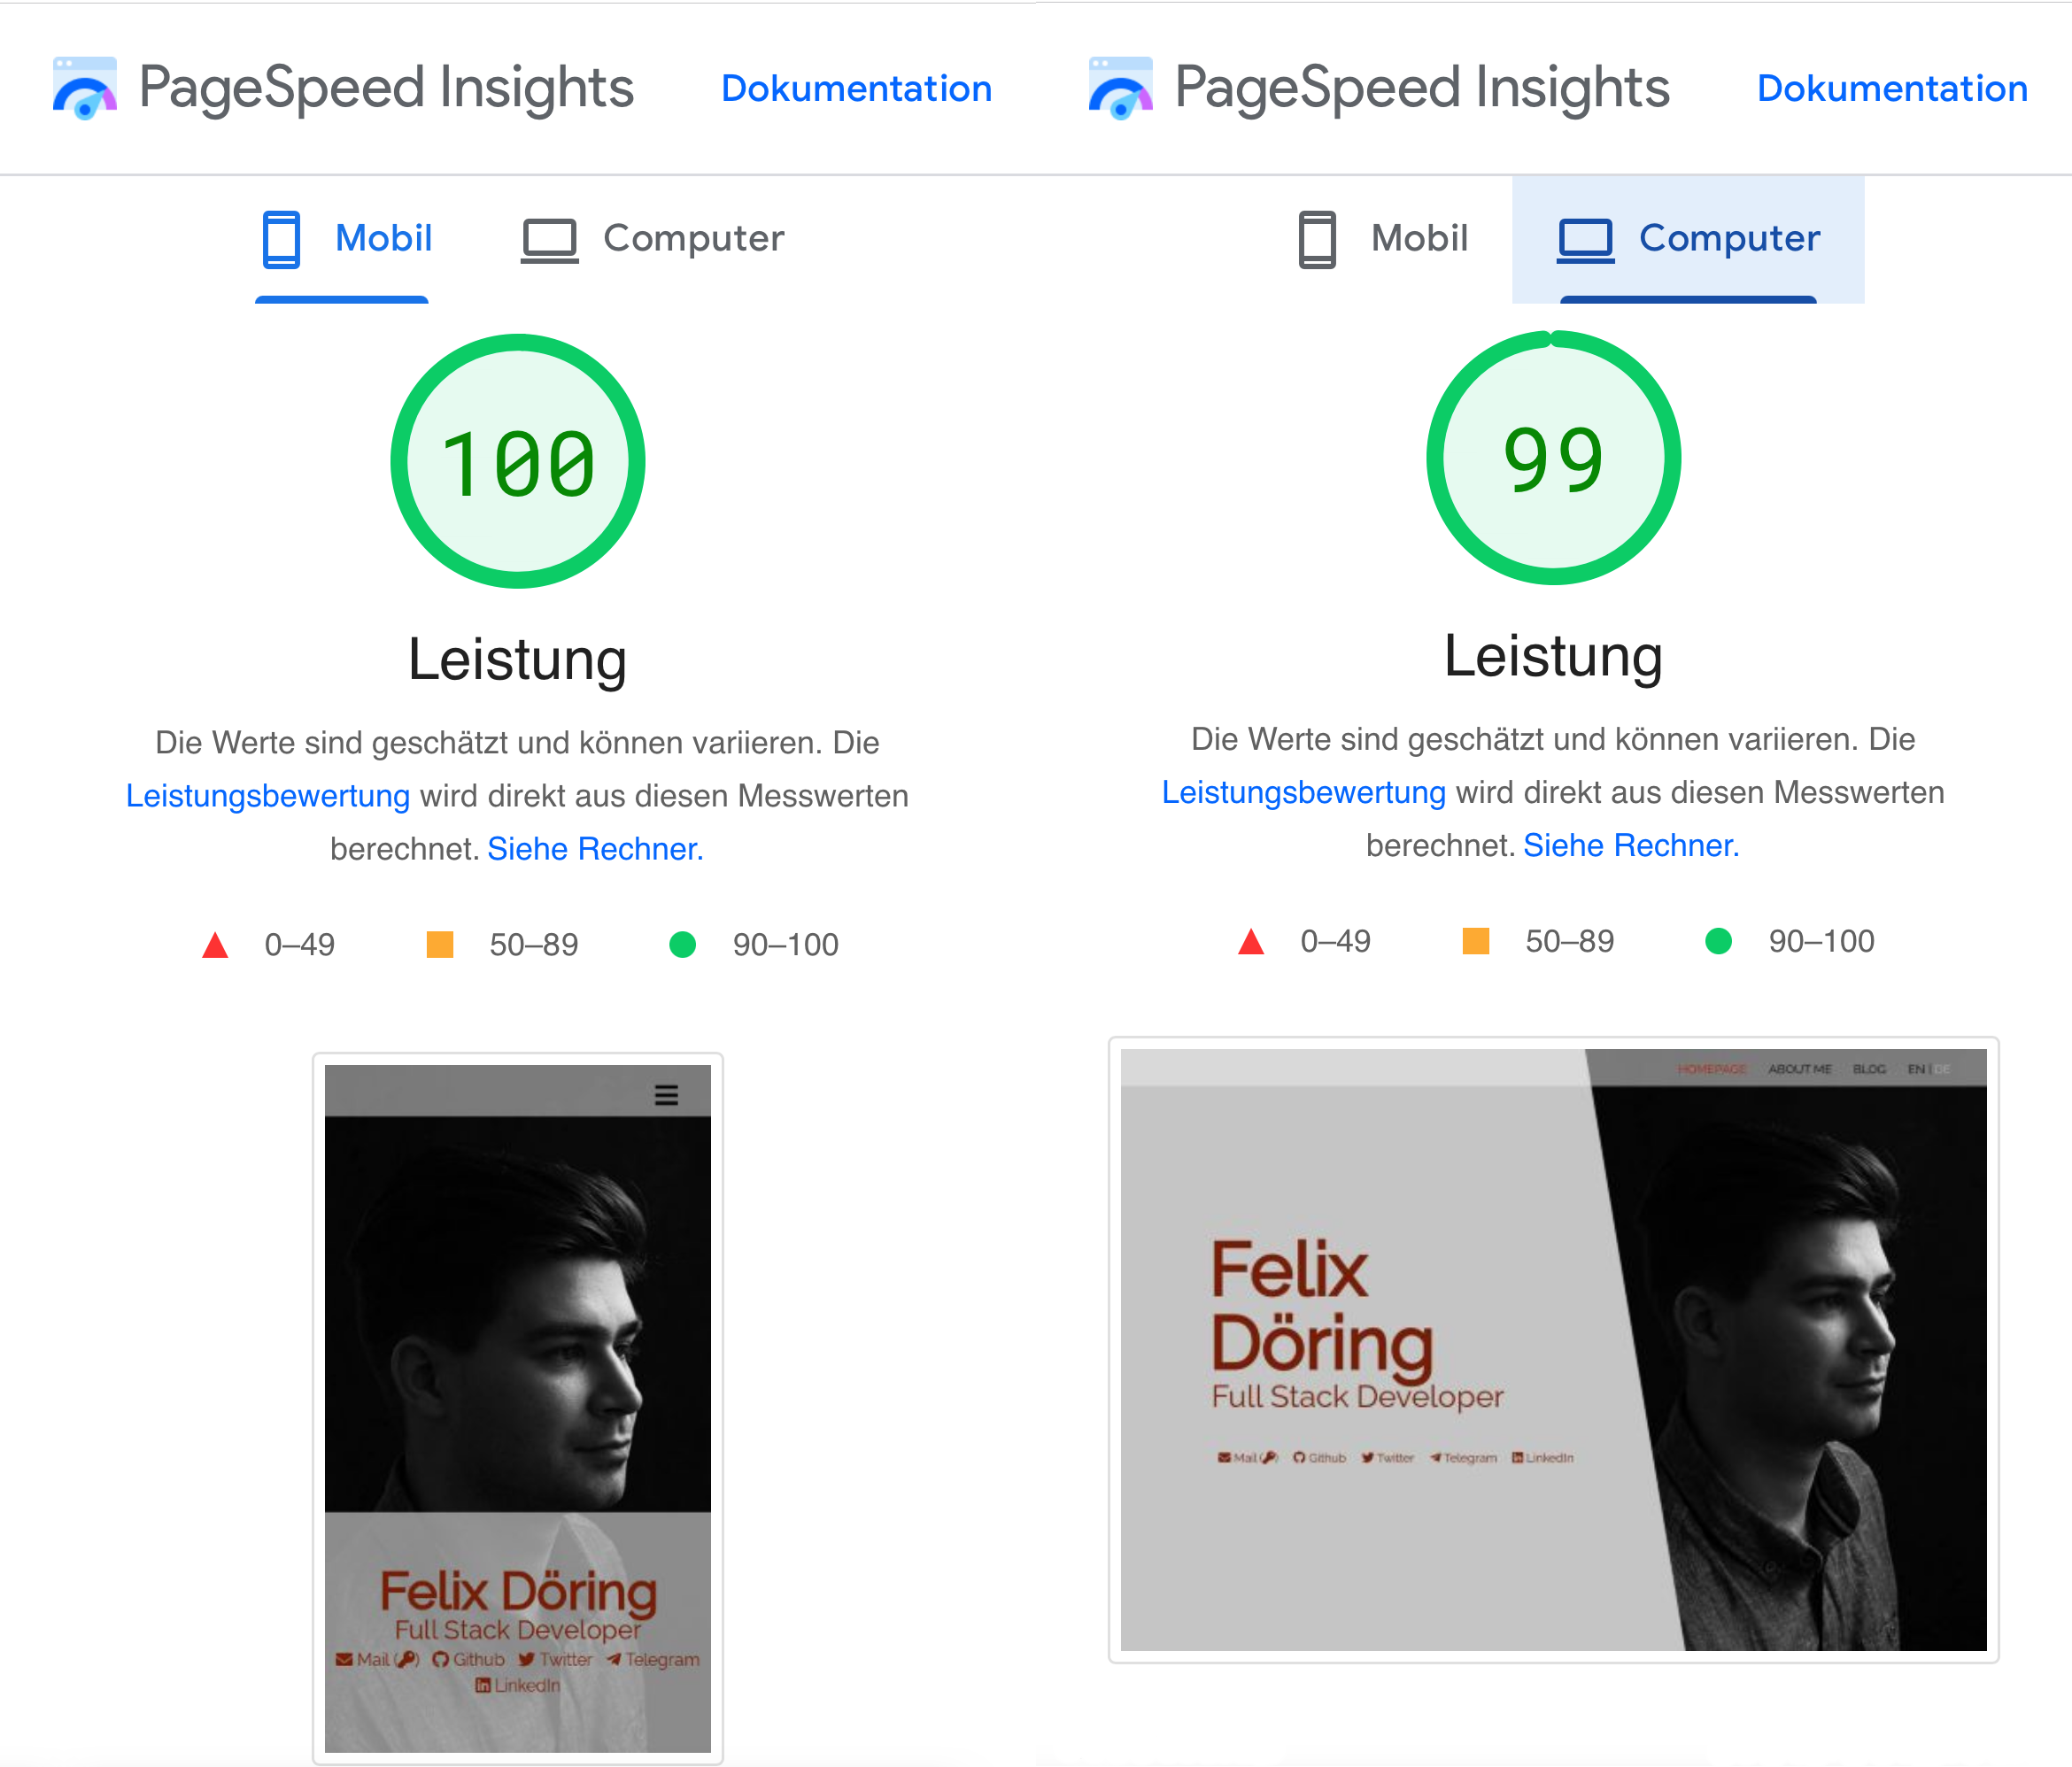 PageSpeed Insights
Dokumentation
Mobil
Computer
100
Leistung
Die Werte sind geschätzt und können variieren. Die
Leistungsbewertung wird direkt aus diesen Messwerten
berechnet. Siehe Rechner.
0–49
50–89
90–100
Felix Döring
Full Stack Developer
Mail ( ) Github Twitter Telegram
LinkedIn
PageSpeed Insights
Dokumentation
Mobil
Computer
99
Leistung
Die Werte sind geschätzt und können variieren. Die
Leistungsbewertung wird direkt aus diesen Messwerten
berechnet. Siehe Rechner.
0–49
50–89
90–100
HOMEPAGE ABOUT ME BLOG EN | DE
Felix
Döring
Full Stack Developer
Mail ( ) Github Twitter Telegram LinkedIn